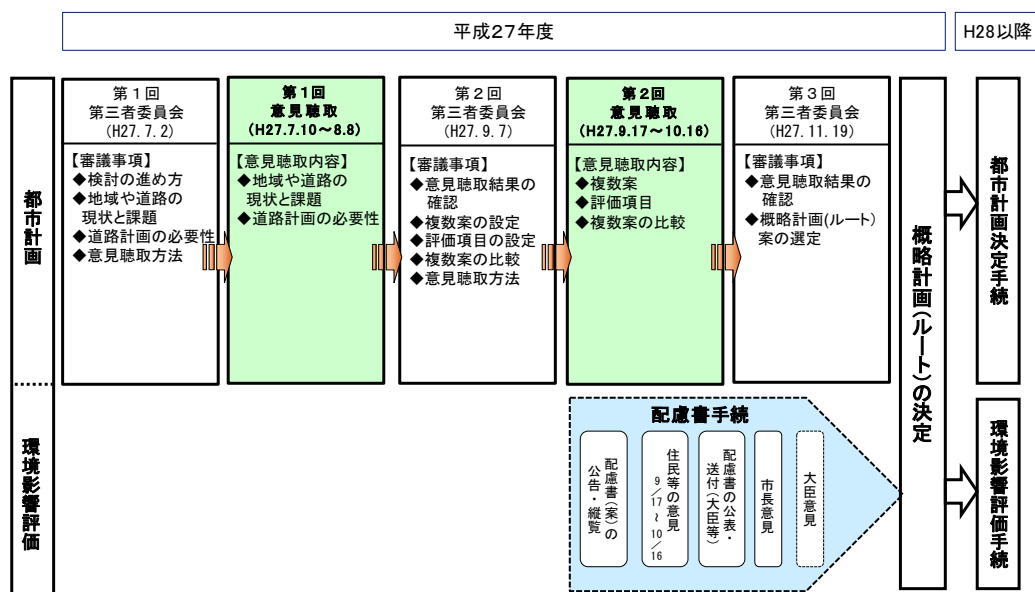 平成27年度
H28以降
都市計画
環境影響評価
第1回
第三者委員会
(H27.7.2)
【審議事項】
◆検討の進め方
◆地域や道路の
現状と課題
◆道路計画の必要性
◆意見聴取方法
第1回
意見聴取
(H27.7.10～8.8)
【意見聴取内容】
◆地域や道路の
現状と課題
◆道路計画の必要性
第2回
第三者委員会
(H27.9.7)
【審議事項】
◆意見聴取結果の
確認
◆複数案の設定
◆評価項目の設定
◆複数案の比較
◆意見聴取方法
第2回
意見聴取
(H27.9.17～10.16)
【意見聴取内容】
◆複数案
◆評価項目
◆複数案の比較
第3回
第三者委員会
(H27.11.19)
【審議事項】
◆意見聴取結果の
確認
◆概略計画(ルート)
案の選定
配慮書手続
配慮書(案)の
公告・縦覧
住民等の意見
9/17～10/16
配慮書の公表・
送付(大臣等)
市長意見
大臣意見
概略計画(ルート)の決定
都市計画決定手続
環境影響評価手続